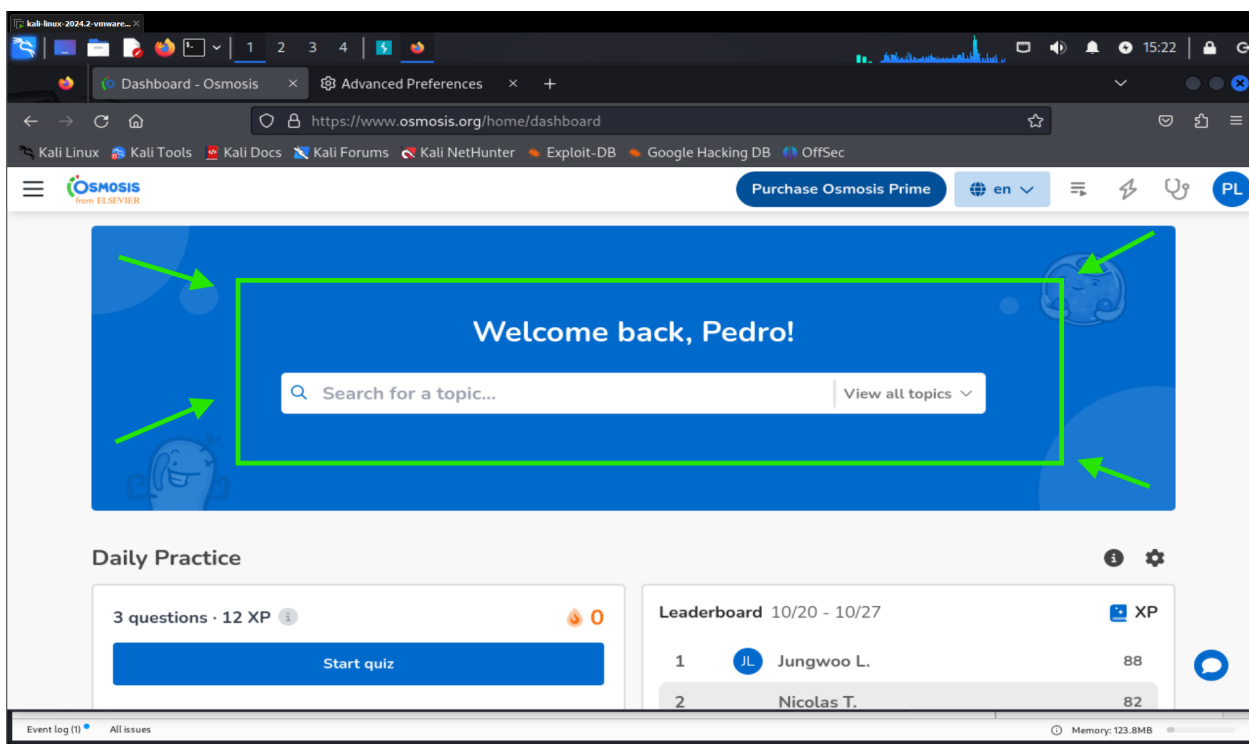 kali-linux-2024.2-vmware...
1 2 3 4
15:22
Dashboard - Osmosis
Advanced Preferences
https://www.osmosis.org/home/dashboard
Kali Linux Kali Tools Kali Docs Kali Forums Kali NetHunter Exploit-DB Google Hacking DB OffSec
OSMOSIS
from ELSEVIER
Purchase Osmosis Prime
en
PL
Welcome back, Pedro!
Search for a topic...
View all topics
Daily Practice
3 questions · 12 XP
0
Start quiz
Leaderboard 10/20 - 10/27
XP
1 JL Jungwoo L. 88
2 Nicolas T. 82
Event log (1) All issues
Memory: 123.8MB